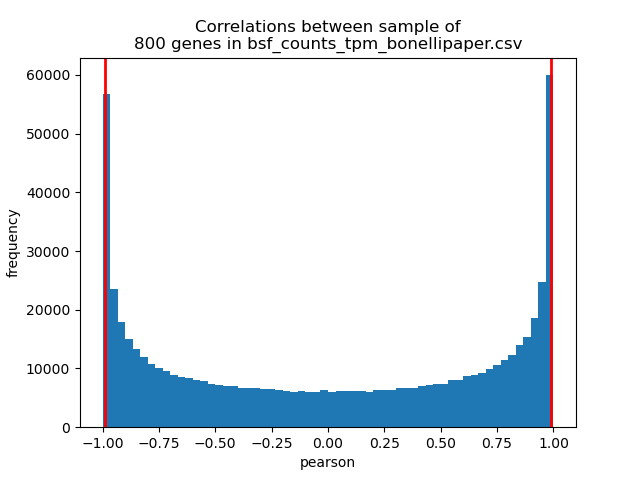 Correlations between sample of
800 genes in bsf_counts_tpm_bonellipaper.csv
60000
50000
40000
30000
20000
10000
0
frequency
−1.00 −0.75 −0.50 −0.25 0.00 0.25 0.50 0.75 1.00
pearson